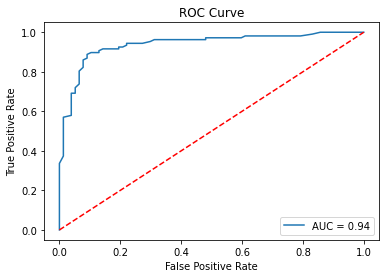 ROC Curve
1.0
0.8
0.6
0.4
0.2
0.0
True Positive Rate
AUC = 0.94
0.0 0.2 0.4 0.6 0.8 1.0
False Positive Rate